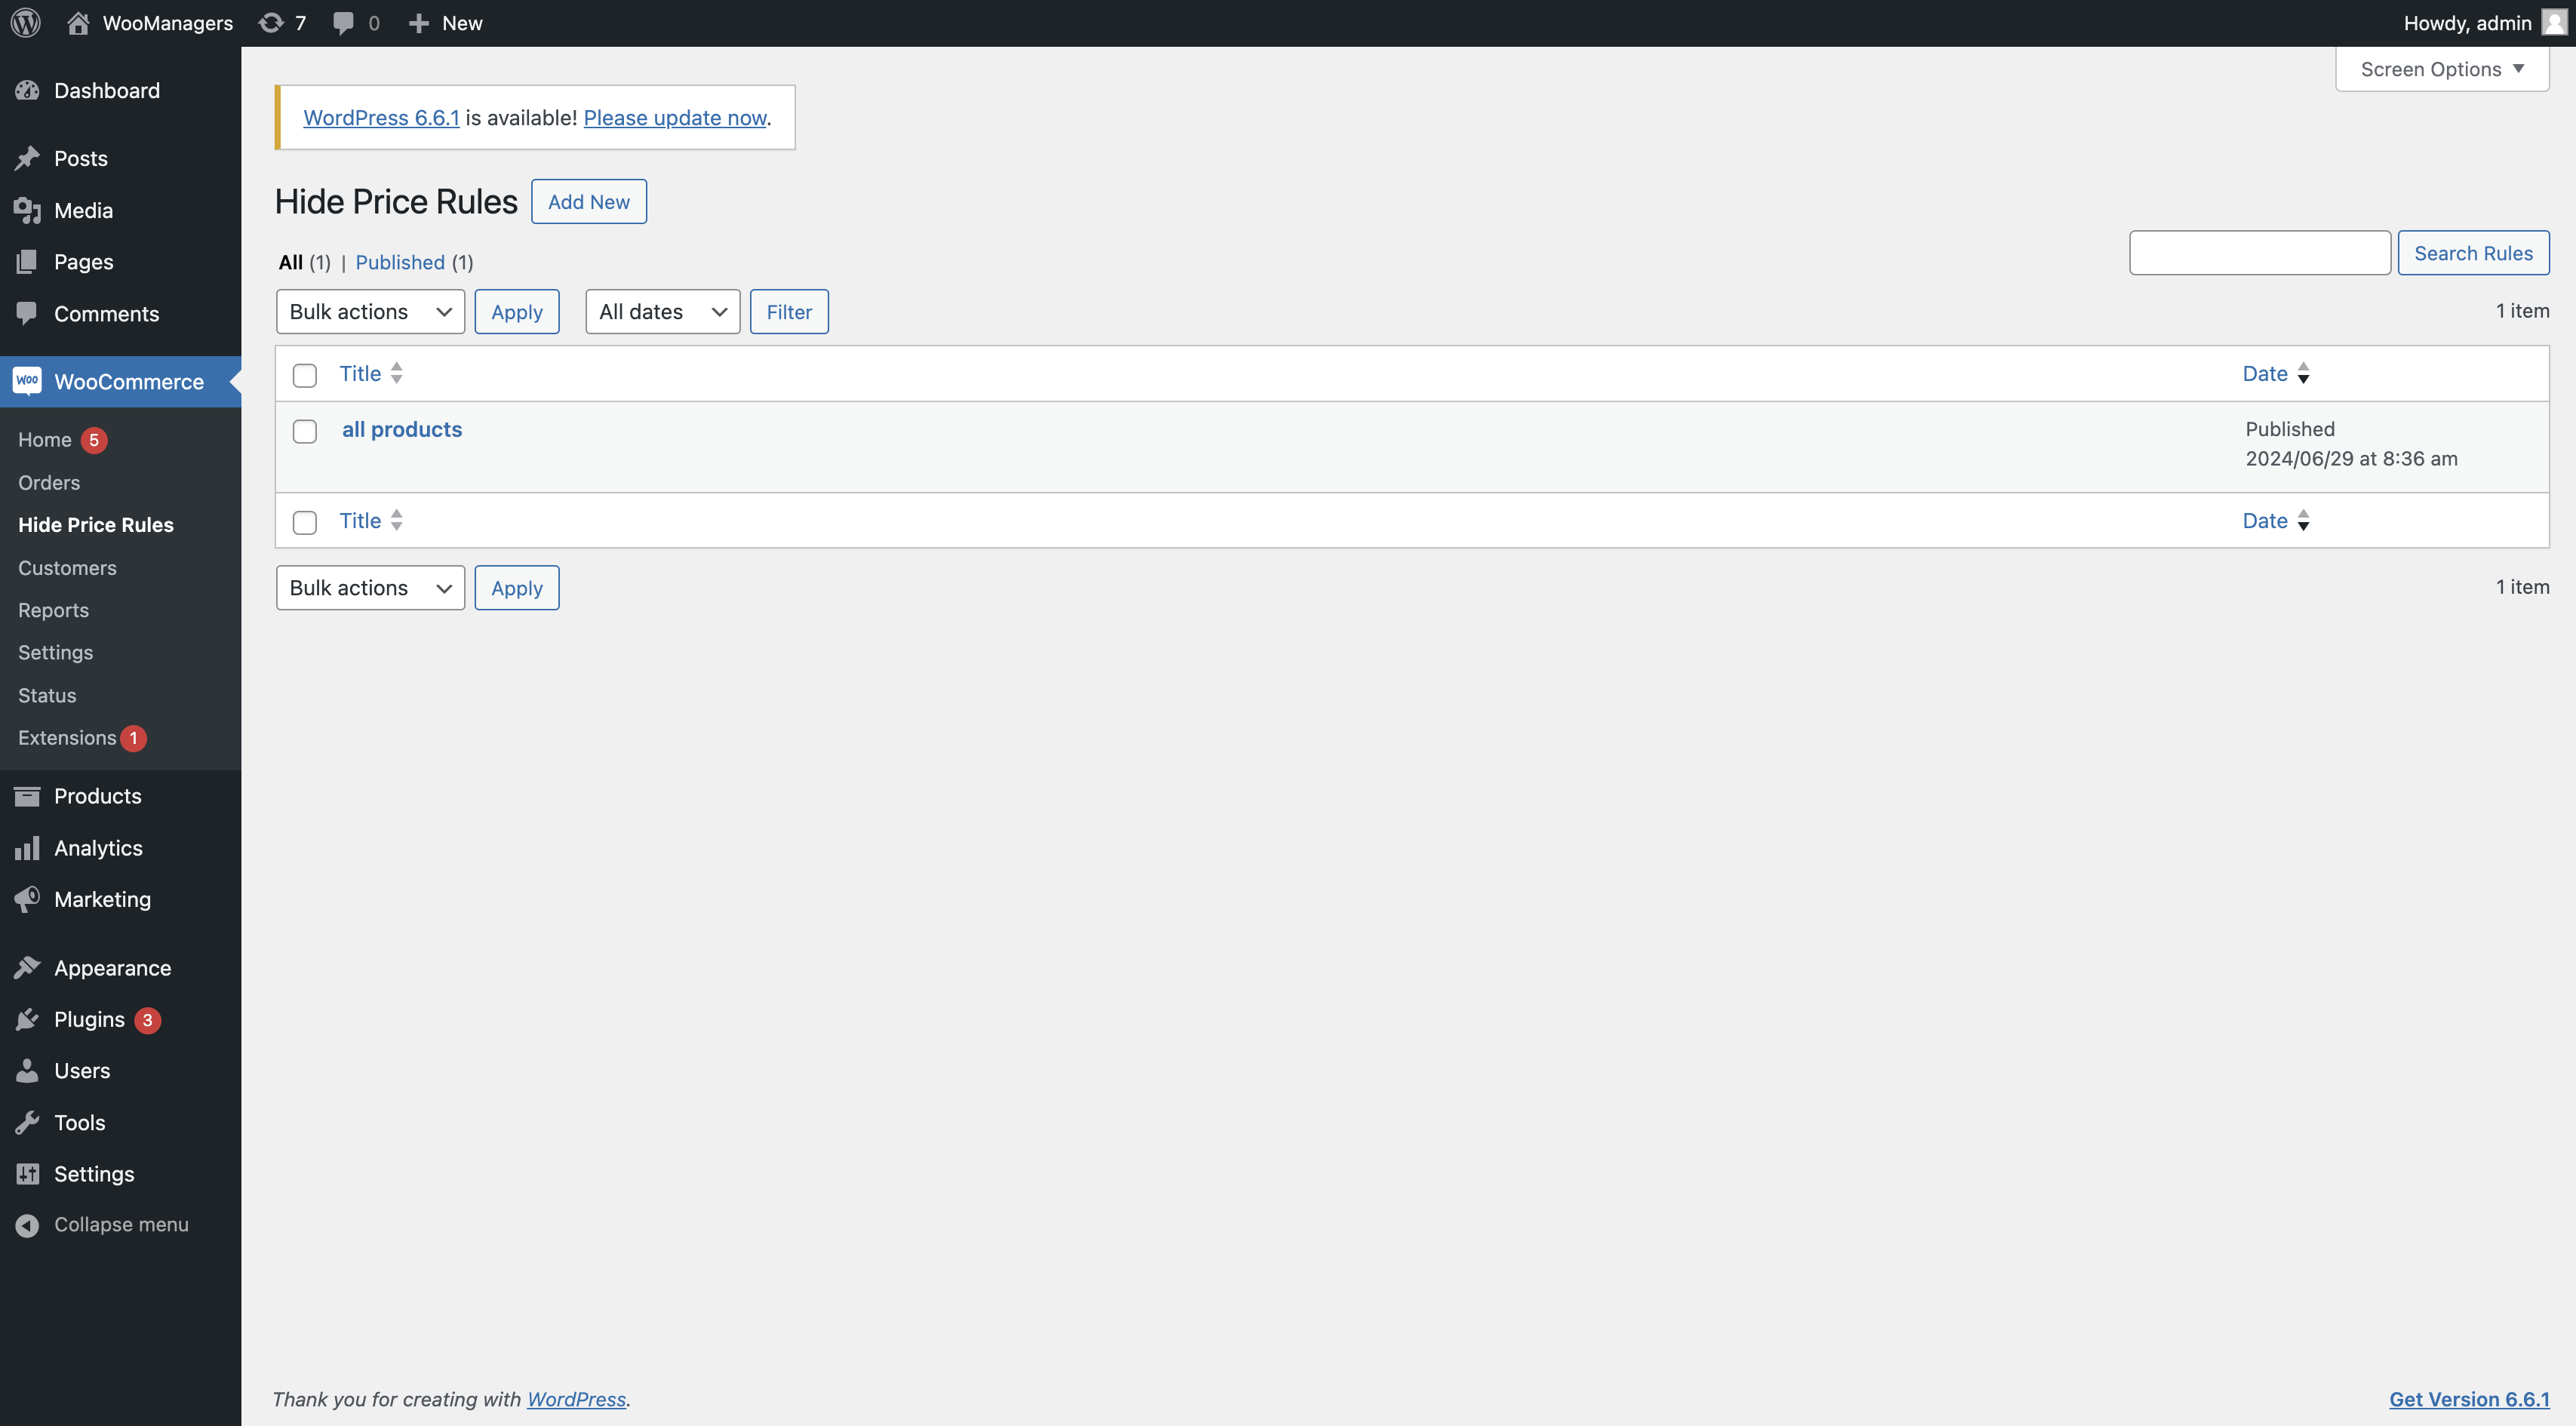 WooManagers 7 0 New Howdy, admin
Screen Options
Dashboard
Posts
Media
Pages
Comments
Woo WooCommerce
Home 5
Orders
Hide Price Rules
Customers
Reports
Settings
Status
Extensions 1
Products
Analytics
Marketing
Appearance
Plugins 3
Users
Tools
Settings
Collapse menu
WordPress 6.6.1 is available! Please update now.
Hide Price Rules Add New
All (1) | Published (1)
Search Rules
Bulk actions Apply All dates Filter 1 item
Title Date
all products Published
2024/06/29 at 8:36 am
Title Date
Bulk actions Apply 1 item
Thank you for creating with WordPress. Get Version 6.6.1